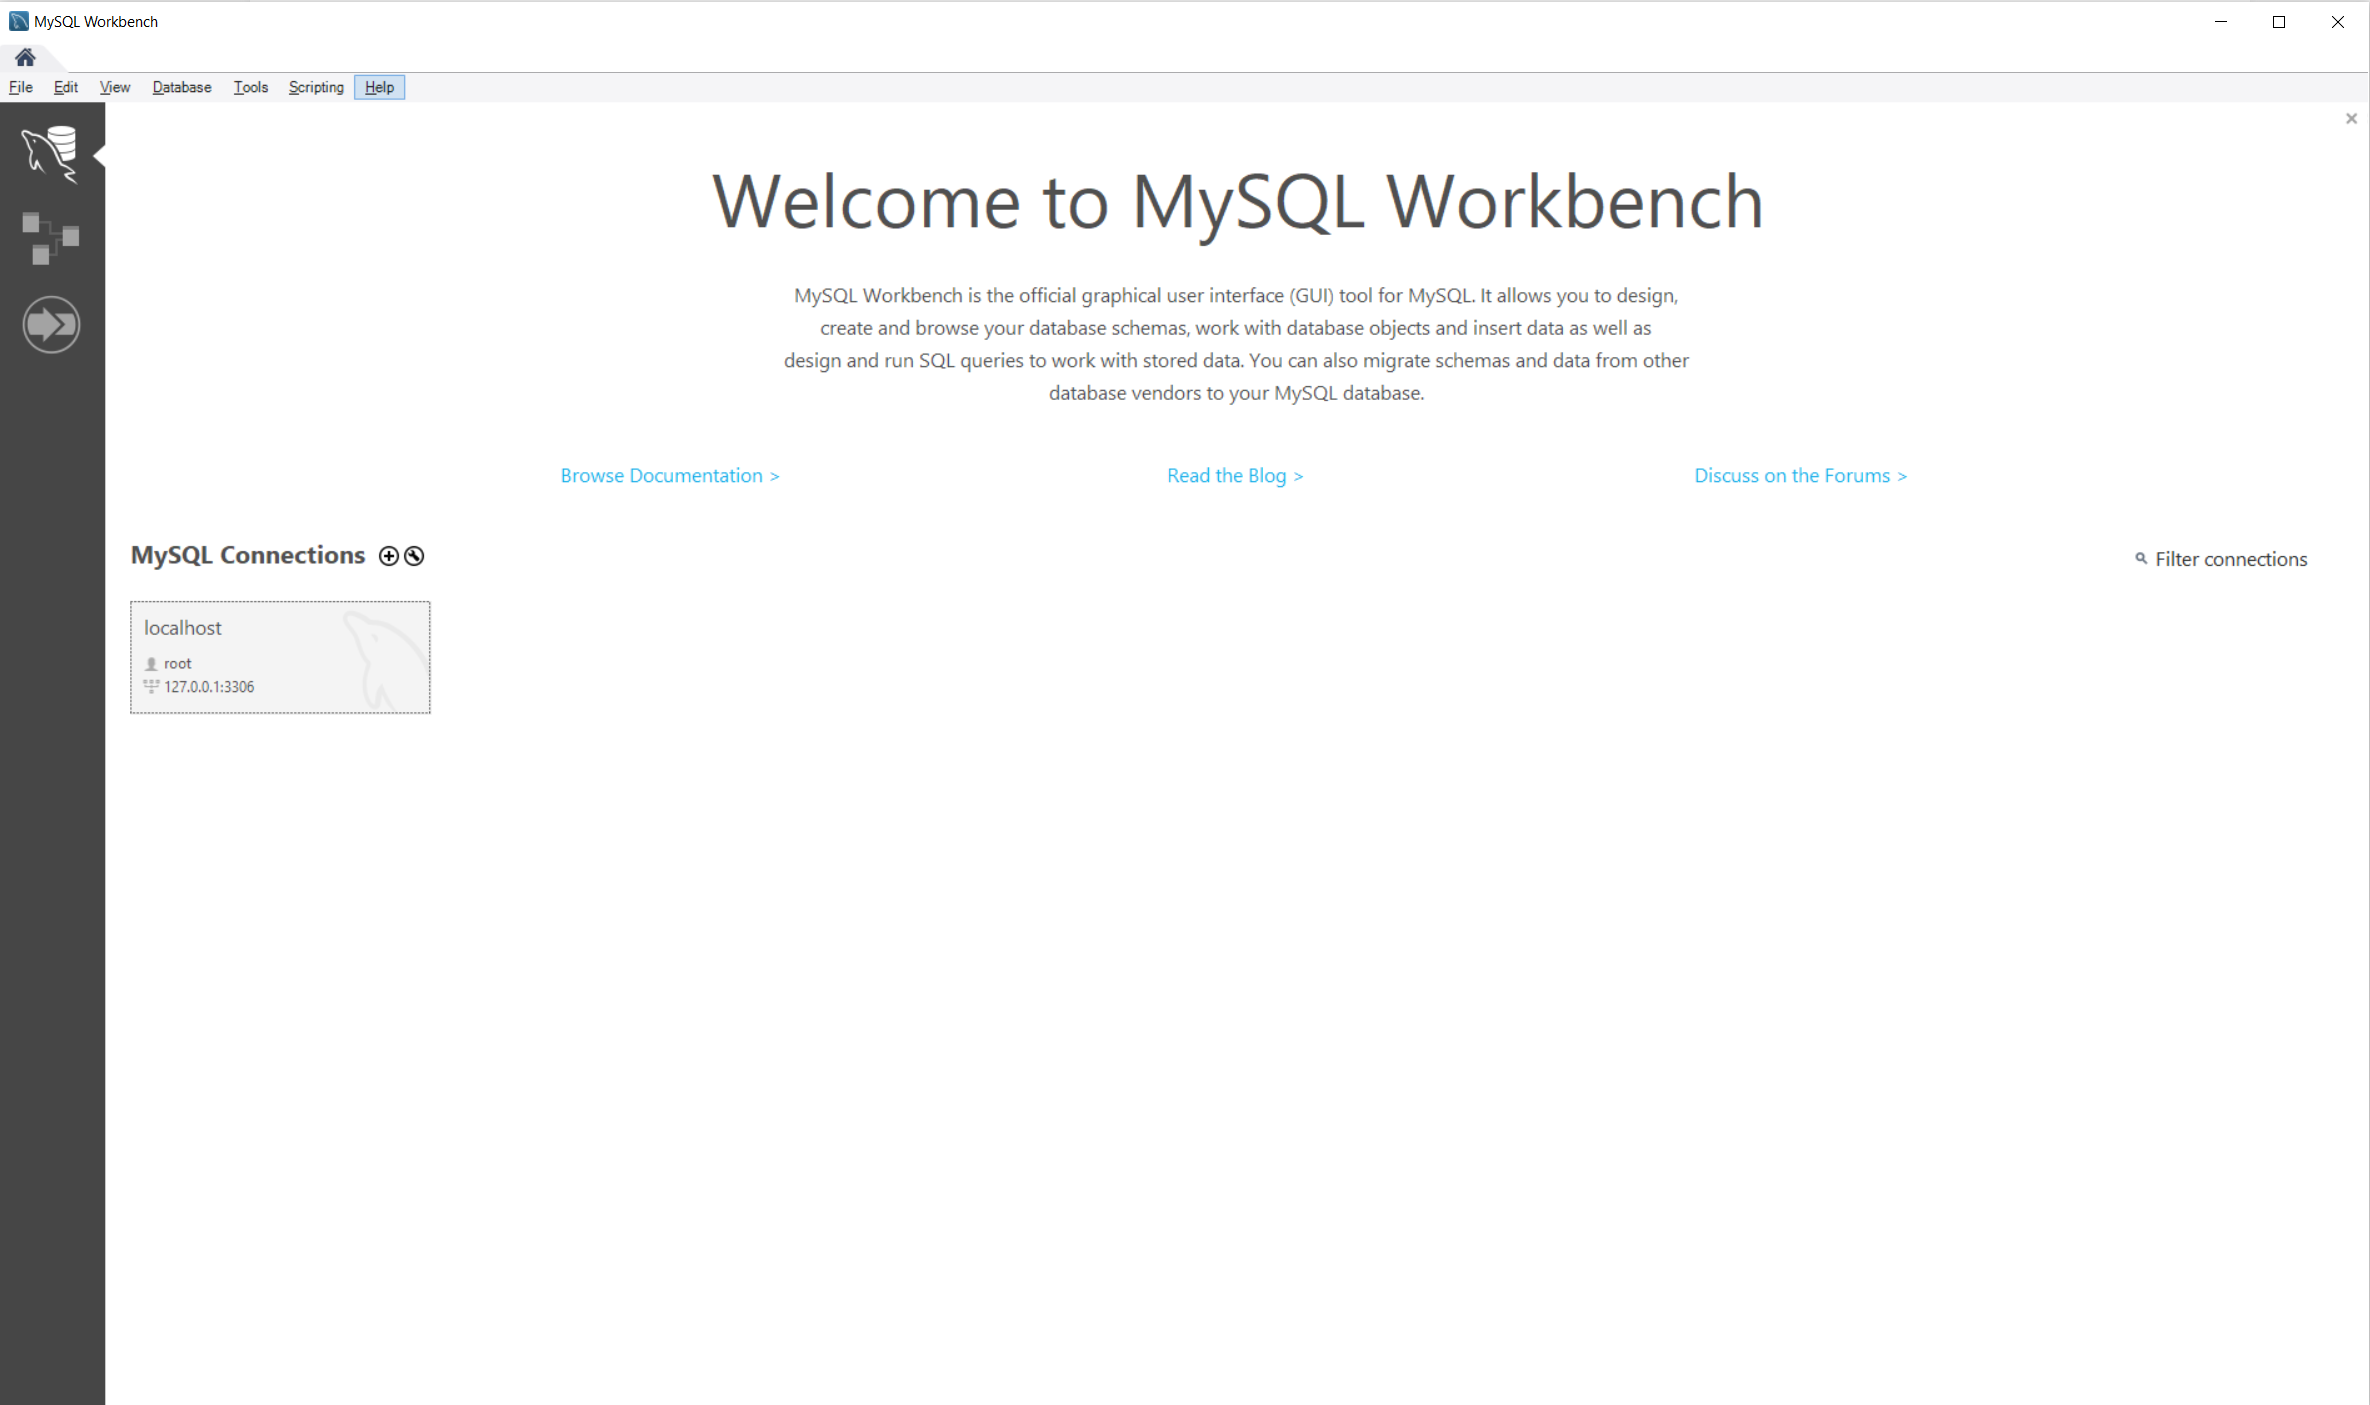 MySQL Workbench
File Edit View Database Tools Scripting Help
Welcome to MySQL Workbench
MySQL Workbench is the official graphical user interface (GUI) tool for MySQL. It allows you to design,
create and browse your database schemas, work with database objects and insert data as well as
design and run SQL queries to work with stored data. You can also migrate schemas and data from other
database vendors to your MySQL database.
Browse Documentation > Read the Blog > Discuss on the Forums >
MySQL Connections Filter connections
localhost
root
127.0.0.1:3306